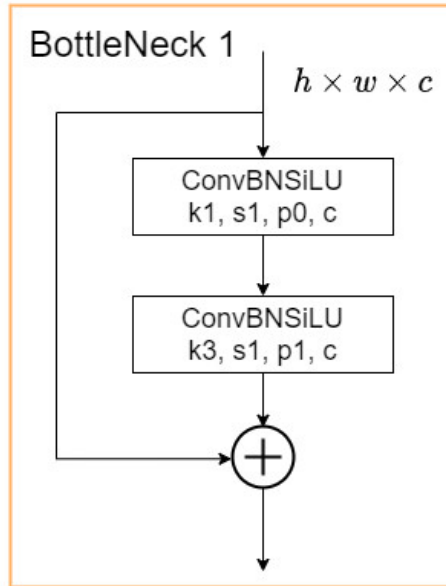 BottleNeck 1
h × w × c
ConvBNSiLU
k1, s1, p0, c
ConvBNSiLU
k3, s1, p1, c
+